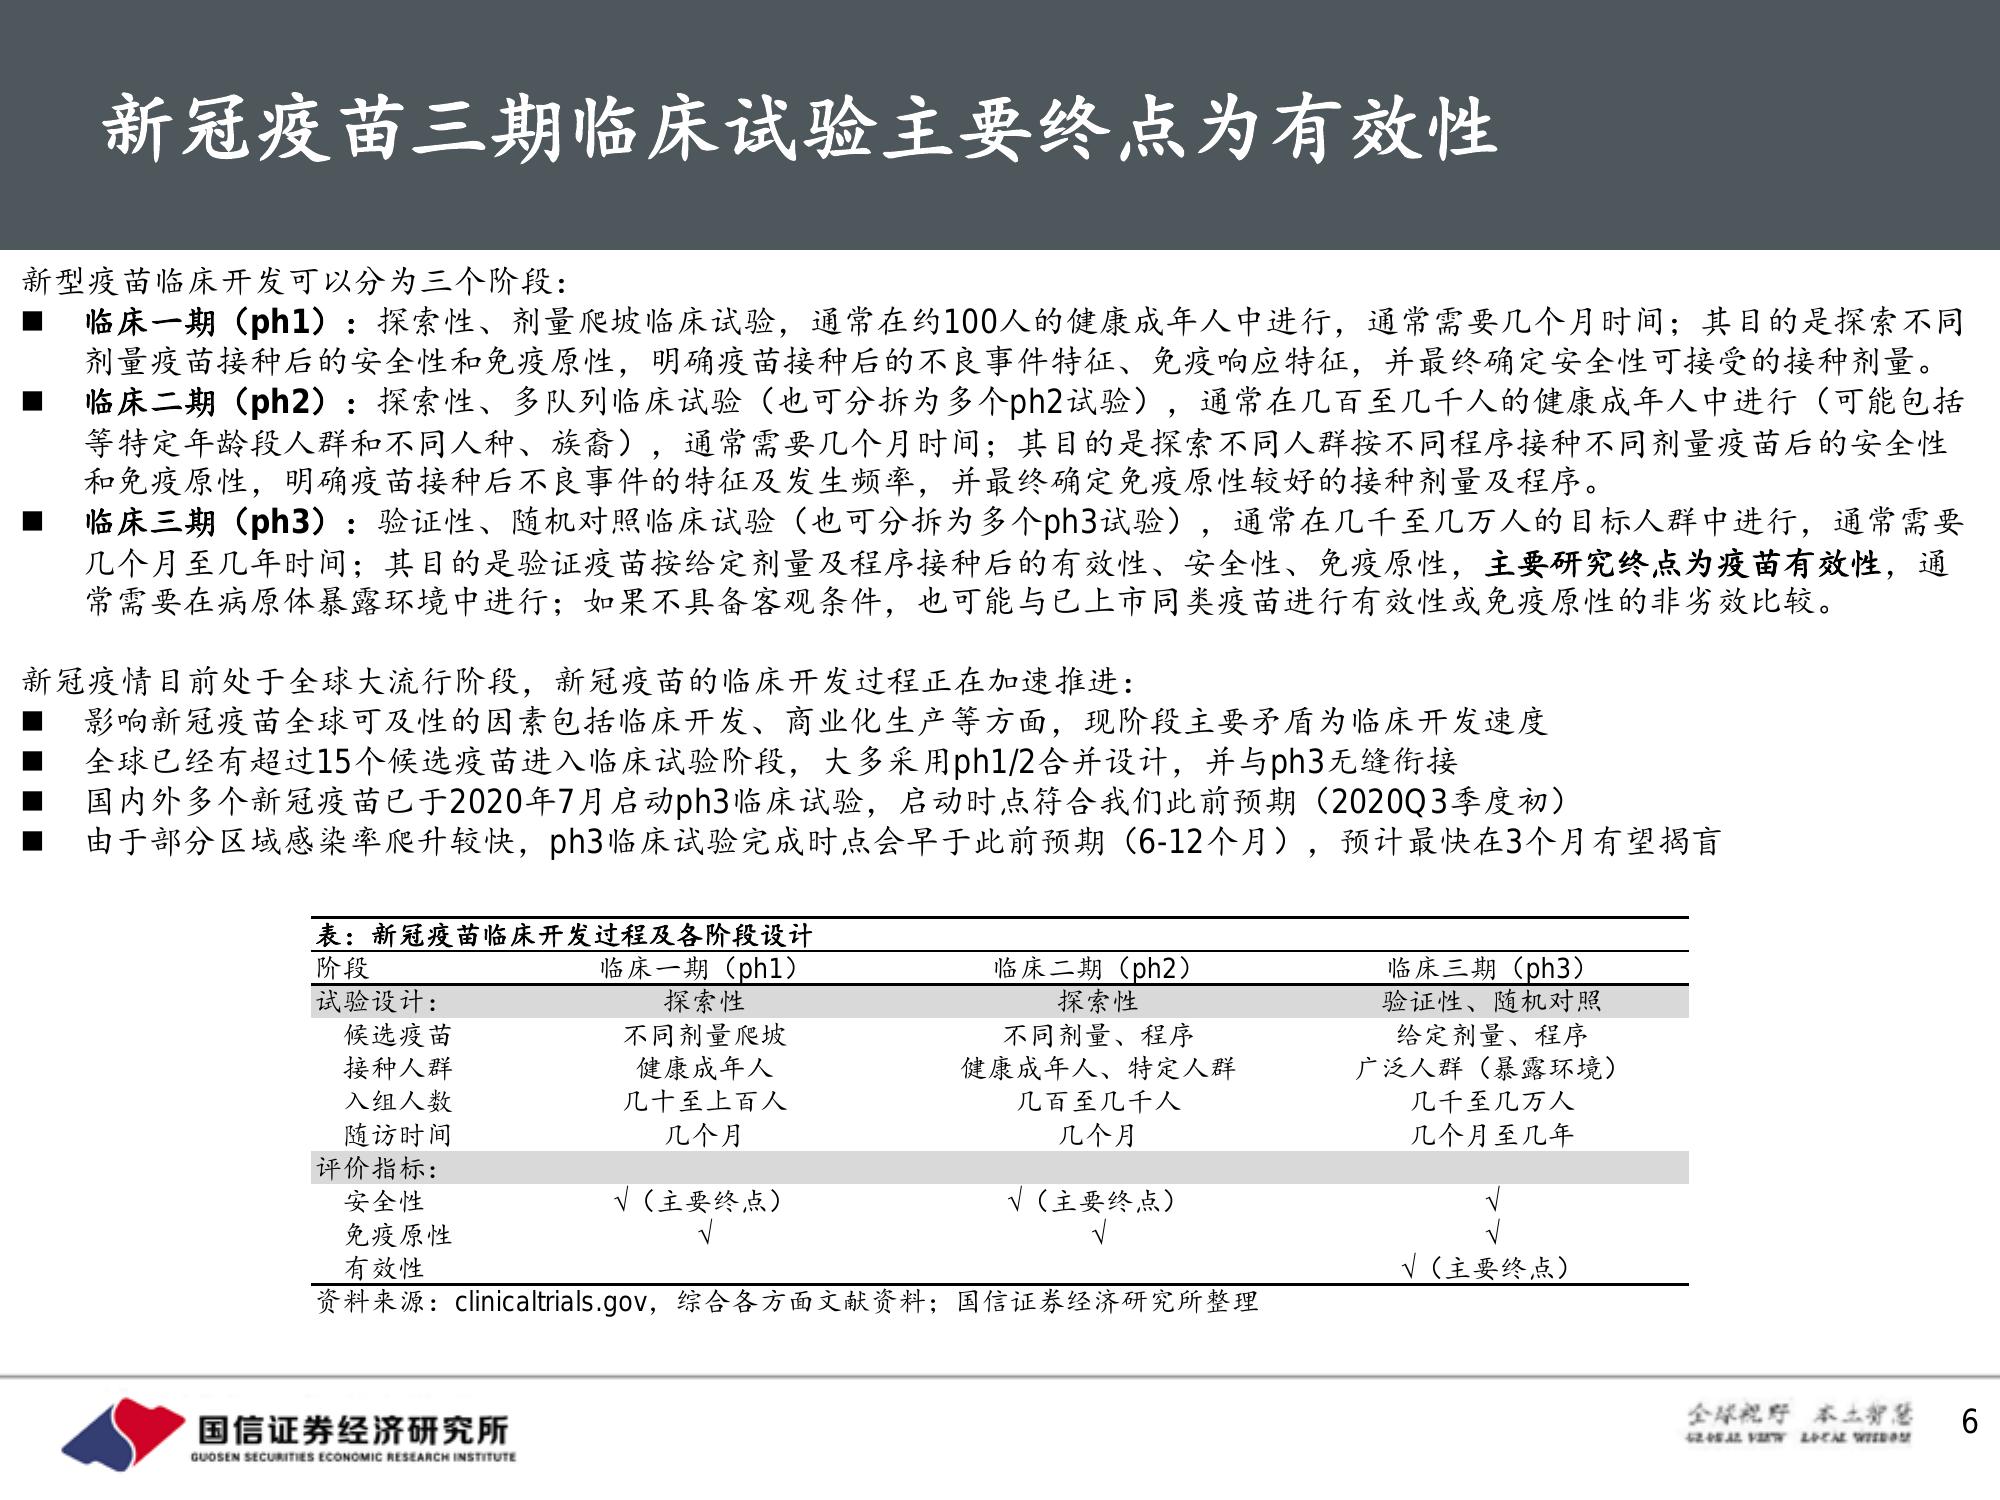 新冠疫苗三期临床试验主要终点为有效性
新型疫苗临床开发可以分为三个阶段：
■ 临床一期（ph1）：探索性、剂量爬坡临床试验，通常在约100人的健康成年人中进行，通常需要几个月时间；其目的是探索不同
剂量疫苗接种后的安全性和免疫原性，明确疫苗接种后的不良事件特征、免疫响应特征，并最终确定安全性可接受的接种剂量。
■ 临床二期（ph2）：探索性、多队列临床试验（也可分拆为多个ph2试验），通常在几百至几千人的健康成年人中进行（可能包括
等特定年龄段人群和不同人种、族裔），通常需要几个月时间；其目的是探索不同人群按不同程序接种不同剂量疫苗后的安全性
和免疫原性，明确疫苗接种后不良事件的特征及发生频率，并最终确定免疫原性较好的接种剂量及程序。
■ 临床三期（ph3）：验证性、随机对照临床试验（也可分拆为多个ph3试验），通常在几千至几万人的目标人群中进行，通常需要
几个月至几年时间；其目的是验证疫苗按给定剂量及程序接种后的有效性、安全性、免疫原性，主要研究终点为疫苗有效性，通
常需要在病原体暴露环境中进行；如果不具备客观条件，也可能与已上市同类疫苗进行有效性或免疫原性的非劣效比较。
新冠疫情目前处于全球大流行阶段，新冠疫苗的临床开发过程正在加速推进：
■ 影响新冠疫苗全球可及性的因素包括临床开发、商业化生产等方面，现阶段主要矛盾为临床开发速度
■ 全球已经有超过15个候选疫苗进入临床试验阶段，大多采用ph1/2合并设计，并与ph3无缝衔接
■ 国内外多个新冠疫苗已于2020年7月启动ph3临床试验，启动时点符合我们此前预期（2020Q3季度初）
■ 由于部分区域感染率爬升较快，ph3临床试验完成时点会早于此前预期（6-12个月），预计最快在3个月有望揭盲
表：新冠疫苗临床开发过程及各阶段设计
阶段 临床一期（ph1） 临床二期（ph2） 临床三期（ph3）
试验设计： 探索性 探索性 验证性、随机对照
候选疫苗 不同剂量爬坡 不同剂量、程序 给定剂量、程序
接种人群 健康成年人 健康成年人、特定人群 广泛人群（暴露环境）
入组人数 几十至上百人 几百至几千人 几千至几万人
随访时间 几个月 几个月 几个月至几年
评价指标：
安全性 √（主要终点） √（主要终点） √
免疫原性 √ √ √
有效性 √（主要终点）
资料来源：clinicaltrials.gov，综合各方面文献资料；国信证券经济研究所整理
国信证券经济研究所
GUOSEN SECURITIES ECONOMIC RESEARCH INSTITUTE
全球视野 本土智慧
GLOBAL VIEW LOCAL WISDOM
6